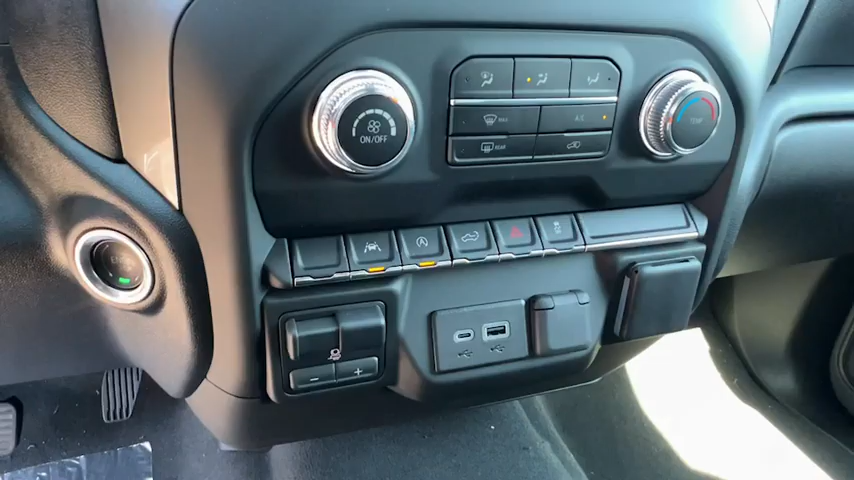 ON/OFF
MAX
A/C
REAR
TEMP
- +